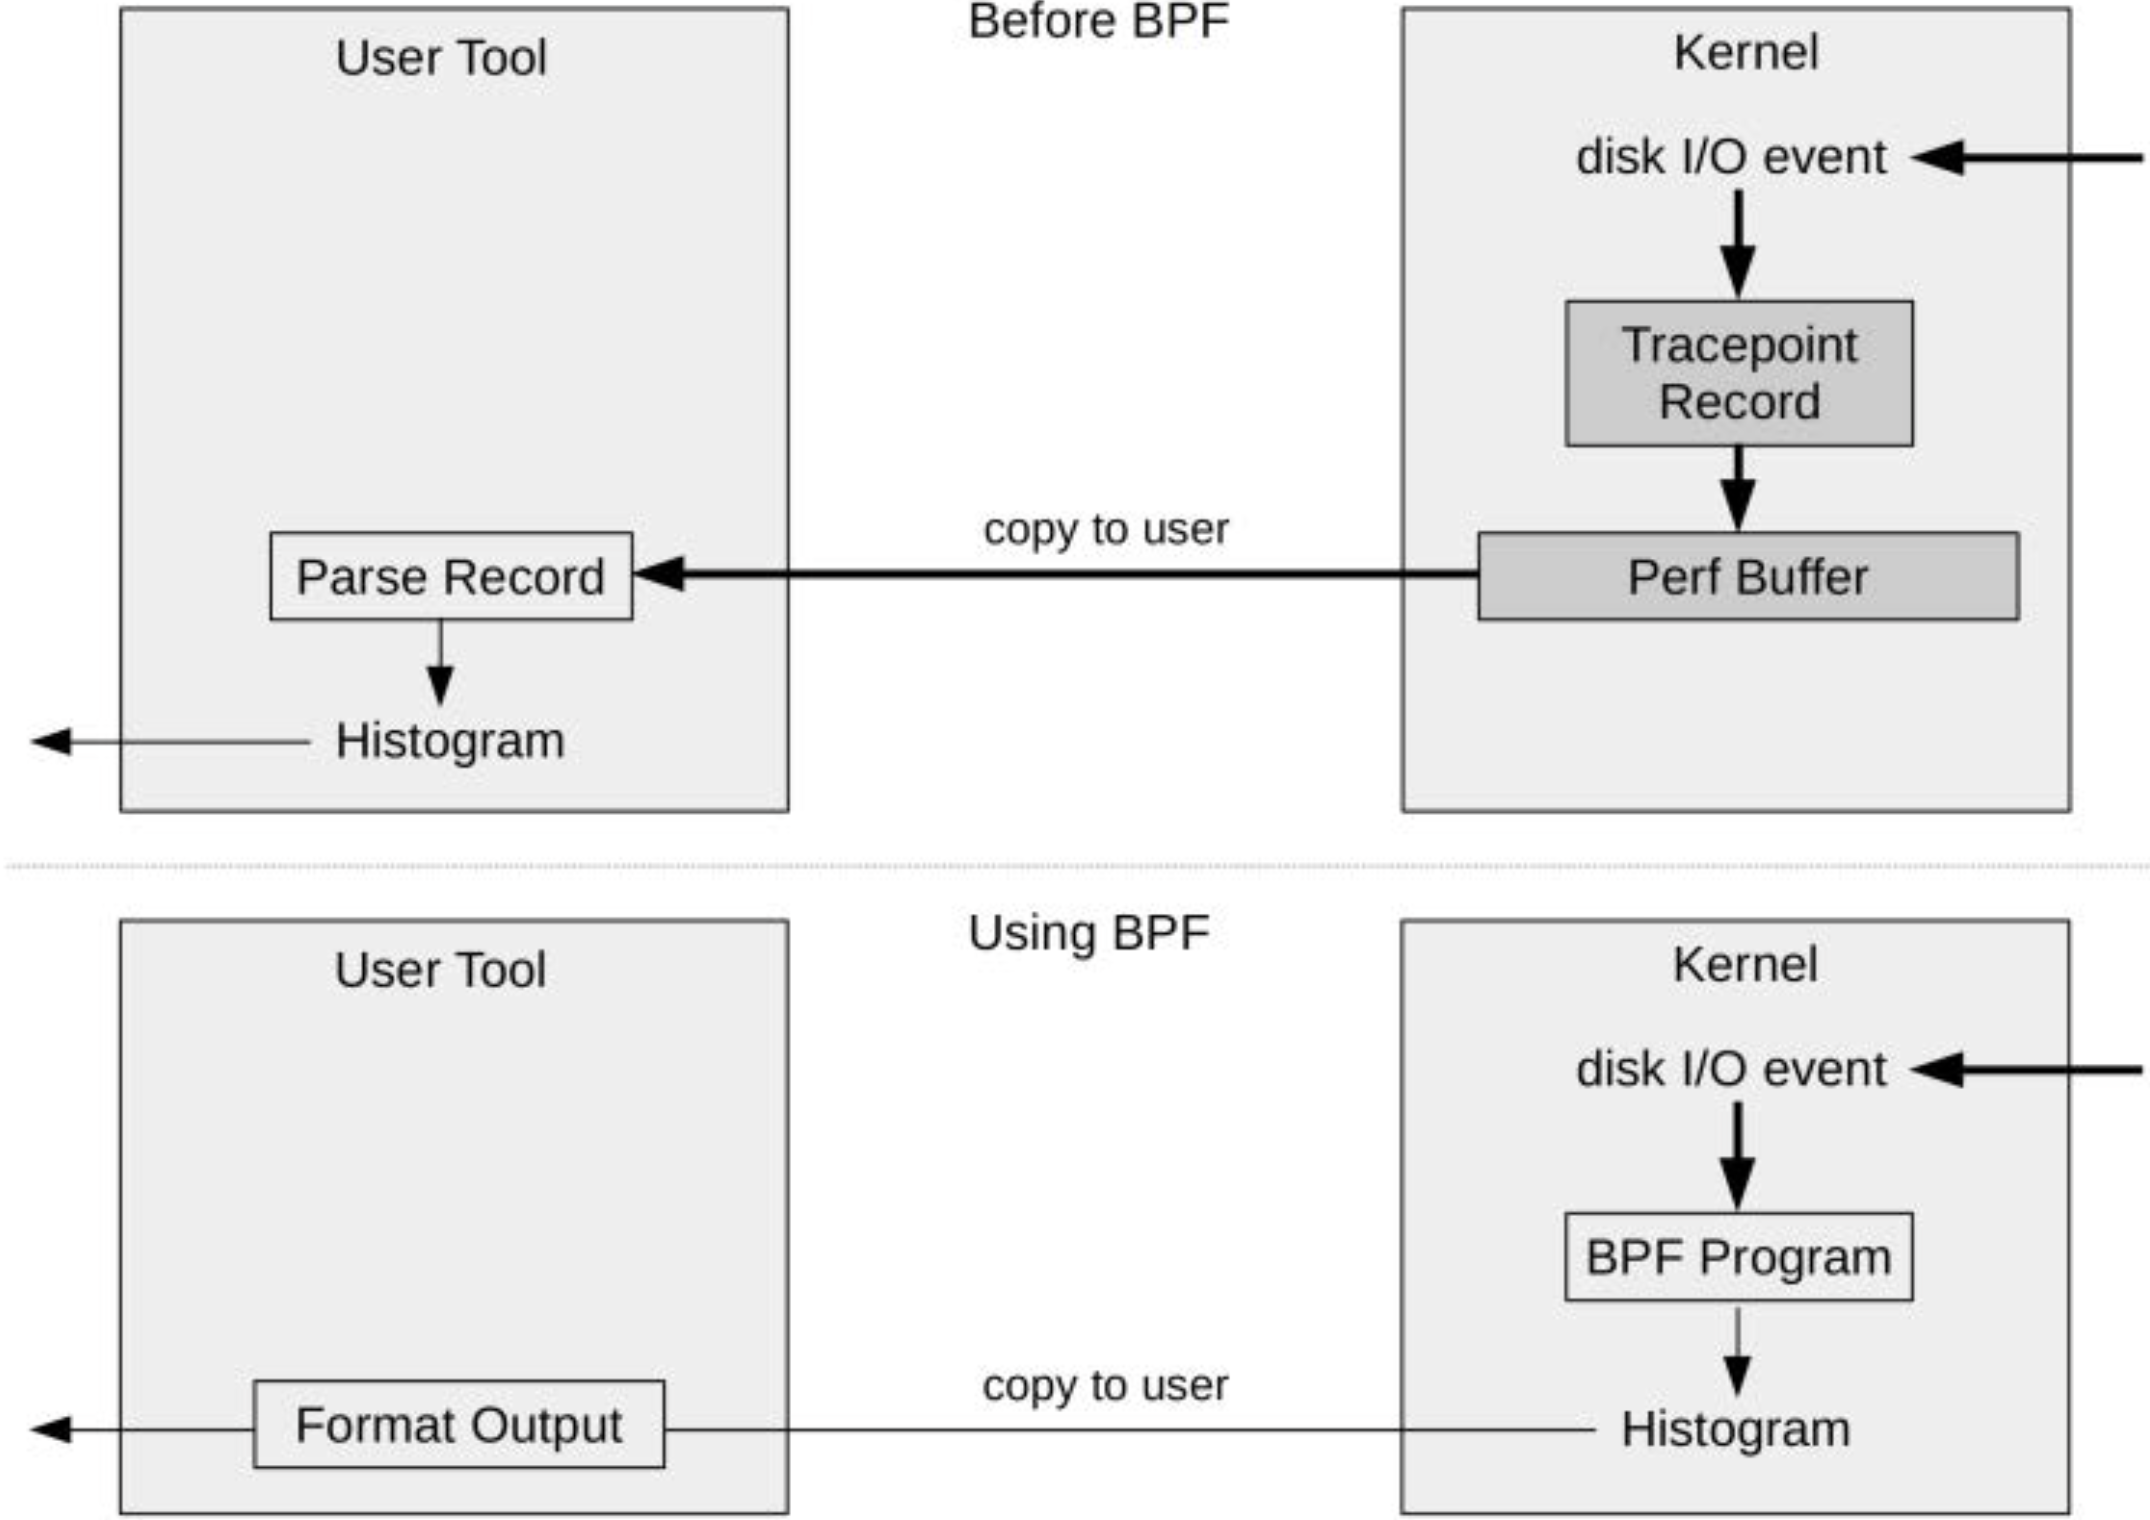 Before BPF
User Tool
Kernel
disk I/O event
Tracepoint
Record
copy to user
Parse Record
Perf Buffer
Histogram
Using BPF
User Tool
Kernel
disk I/O event
BPF Program
copy to user
Format Output
Histogram